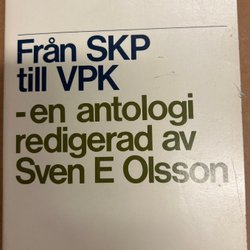 Från SKP
till VPK
- en antologi
redigerad av
Sven E Olsson